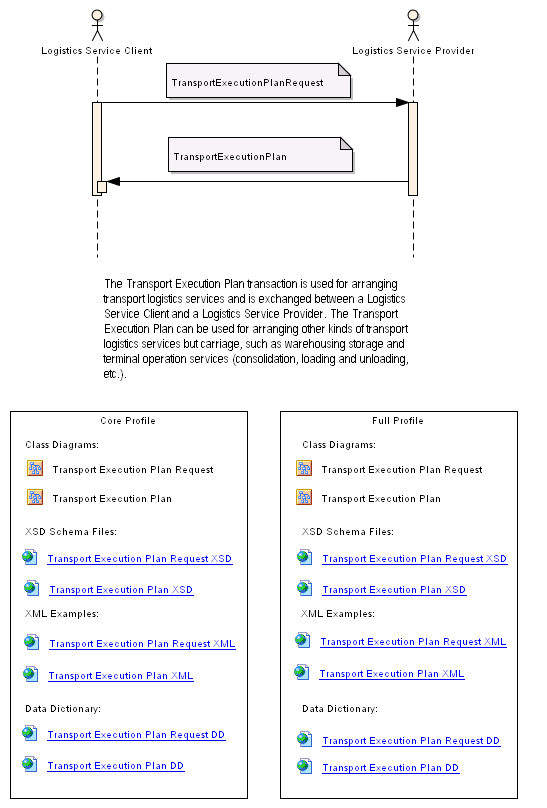 Logistics Service Client
Logistics Service Provider
TransportExecutionPlanRequest
TransportExecutionPlan
The Transport Execution Plan transaction is used for arranging
transport logistics services and is exchanged between a Logistics
Service Client and a Logistics Service Provider. The Transport
Execution Plan can be used for arranging other kinds of transport
logistics services but carriage, such as warehousing storage and
terminal operation services (consolidation, loading and unloading,
etc.).
Core Profile
Class Diagrams:
Transport Execution Plan Request
Transport Execution Plan
XSD Schema Files:
Transport Execution Plan Request XSD
Transport Execution Plan XSD
XML Examples:
Transport Execution Plan Request XML
Transport Execution Plan XML
Data Dictionary:
Transport Execution Plan Request DD
Transport Execution Plan DD
Full Profile
Class Diagrams:
Transport Execution Plan Request
Transport Execution Plan
XSD Schema Files:
Transport Execution Plan Request XSD
Transport Execution Plan XSD
XML Examples:
Transport Execution Plan Request XML
Transport Execution Plan XML
Data Dictionary:
Transport Execution Plan Request DD
Transport Execution Plan DD